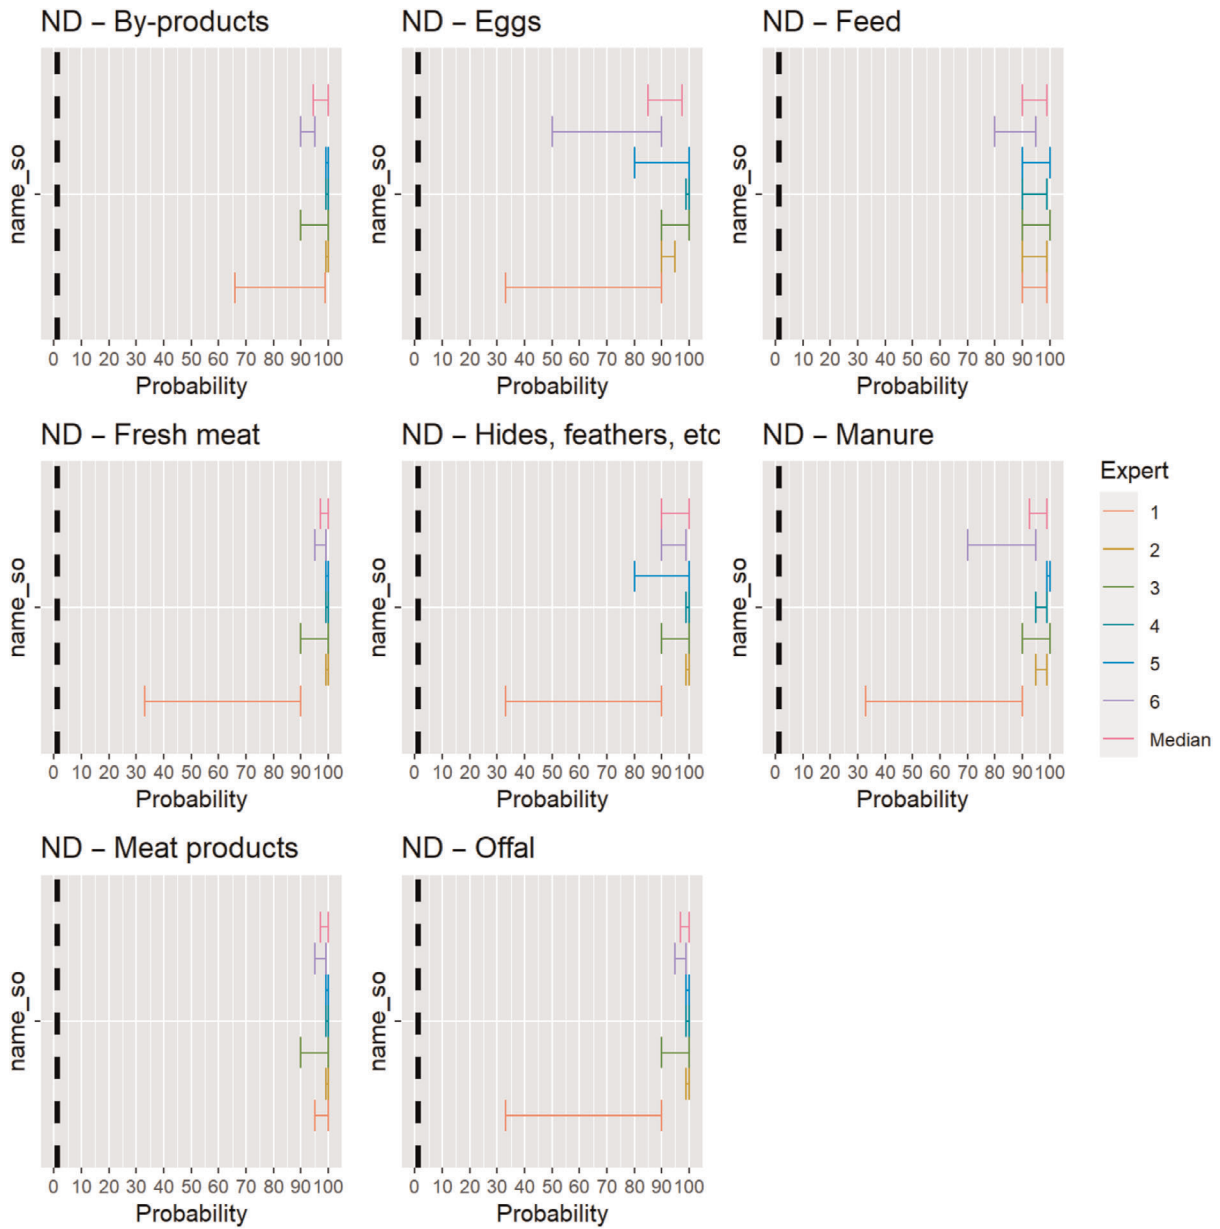 ND – By-products
name_so
0 10 20 30 40 50 60 70 80 90 100
Probability
ND – Eggs
name_so
0 10 20 30 40 50 60 70 80 90 100
Probability
ND – Feed
name_so
0 10 20 30 40 50 60 70 80 90 100
Probability
ND – Fresh meat
name_so
0 10 20 30 40 50 60 70 80 90 100
Probability
ND – Hides, feathers, etc
name_so
0 10 20 30 40 50 60 70 80 90 100
Probability
ND – Manure
name_so
0 10 20 30 40 50 60 70 80 90 100
Probability
Expert
1
2
3
4
5
6
Median
ND – Meat products
name_so
0 10 20 30 40 50 60 70 80 90 100
Probability
ND – Offal
name_so
0 10 20 30 40 50 60 70 80 90 100
Probability